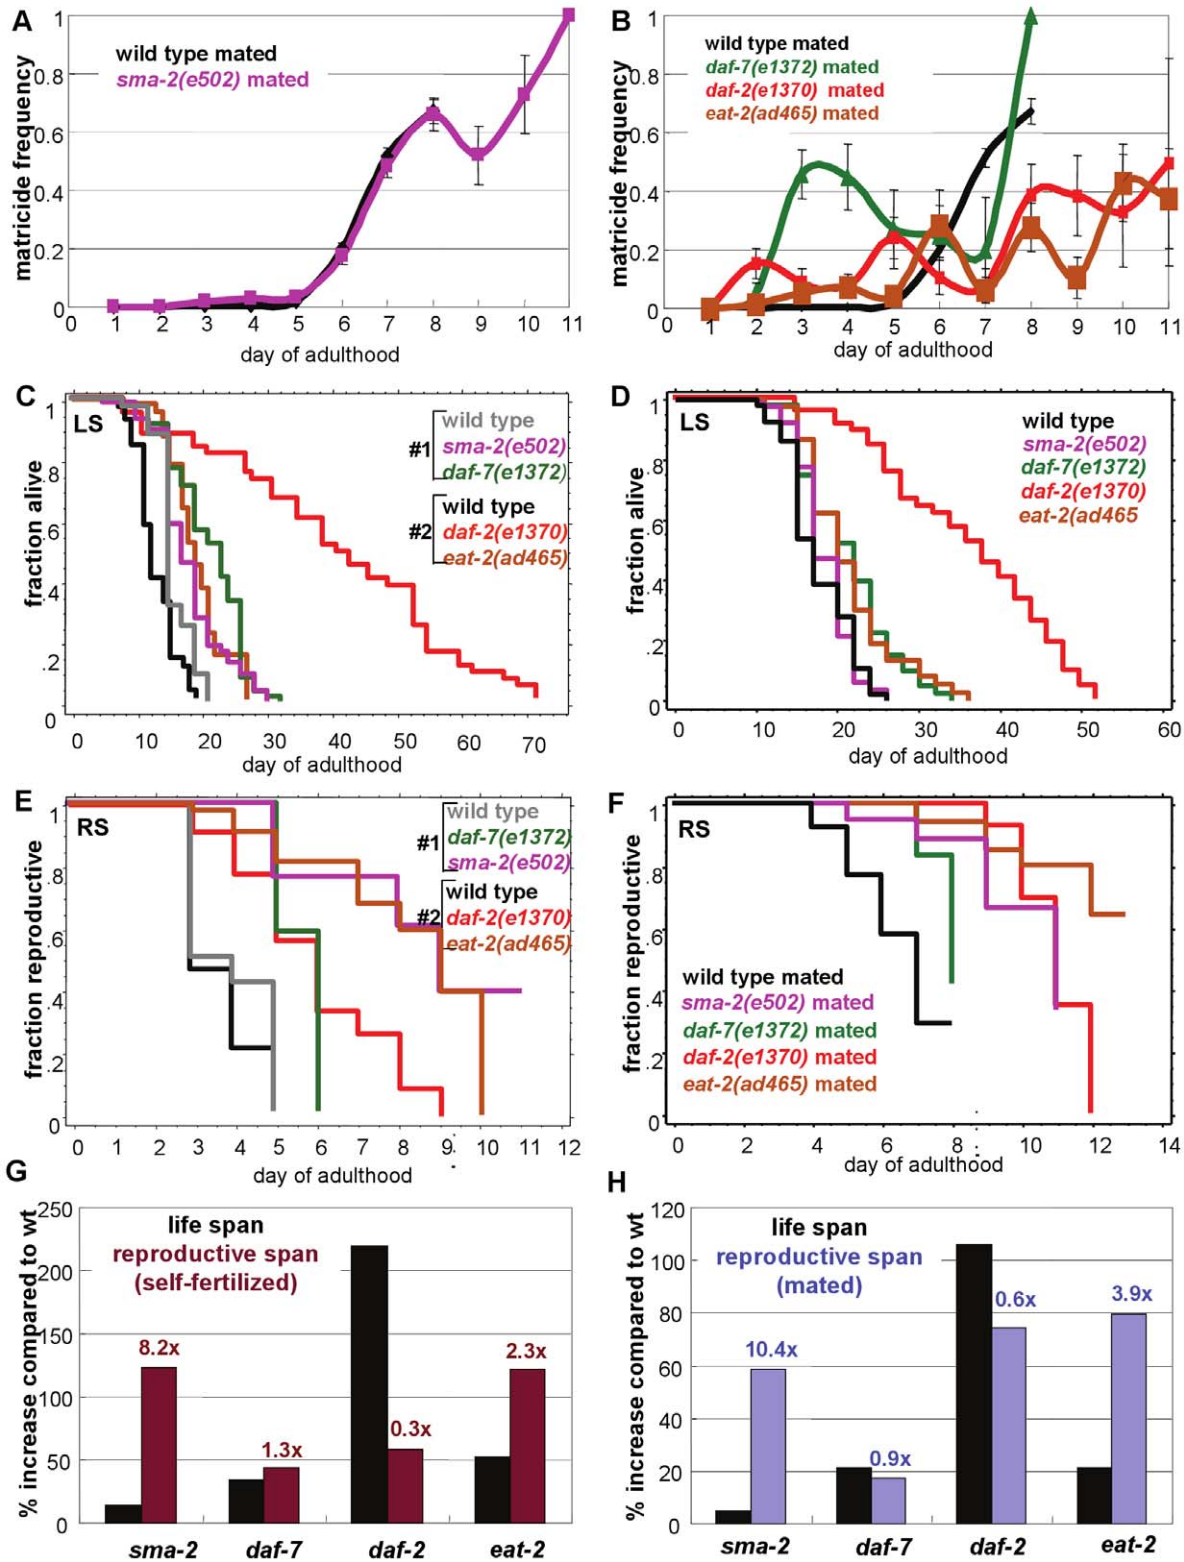 A
1
0.8
0.6
0.4
0.2
0
matricide frequency
wild type mated
sma-2(e502) mated
0 1 2 3 4 5 6 7 8 9 10 11
day of adulthood
B
1
0.8
0.6
0.4
0.2
0
matricide frequency
wild type mated
daf-7(e1372) mated
daf-2(e1370) mated
eat-2(ad465) mated
0 1 2 3 4 5 6 7 8 9 10 11
day of adulthood
C
LS
1
.8
.6
.4
.2
0
fraction alive
#1
wild type
sma-2(e502)
daf-7(e1372)
#2
wild type
daf-2(e1370)
eat-2(ad465)
0 10 20 30 40 50 60 70
day of adulthood
D
LS
1
.8
.6
.4
.2
0
fraction alive
wild type
sma-2(e502)
daf-7(e1372)
daf-2(e1370)
eat-2(ad465
0 10 20 30 40 50 60
day of adulthood
E
RS
1
.8
.6
.4
.2
0
fraction reproductive
#1
wild type
daf-7(e1372)
sma-2(e502)
#2
wild type
daf-2(e1370)
eat-2(ad465)
0 1 2 3 4 5 6 7 8 9 10 11 12
day of adulthood
F
RS
1
.8
.6
.4
.2
0
fraction reproductive
wild type mated
sma-2(e502) mated
daf-7(e1372) mated
daf-2(e1370) mated
eat-2(ad465) mated
0 2 4 6 8 10 12 14
day of adulthood
G
250
200
150
100
50
0
% increase compared to wt
life span
reproductive span
(self-fertilized)
8.2x
1.3x
0.3x
2.3x
sma-2 daf-7 daf-2 eat-2
H
120
100
80
60
40
20
0
% increase compared to wt
life span
reproductive span
(mated)
10.4x
0.9x
0.6x
3.9x
sma-2 daf-7 daf-2 eat-2